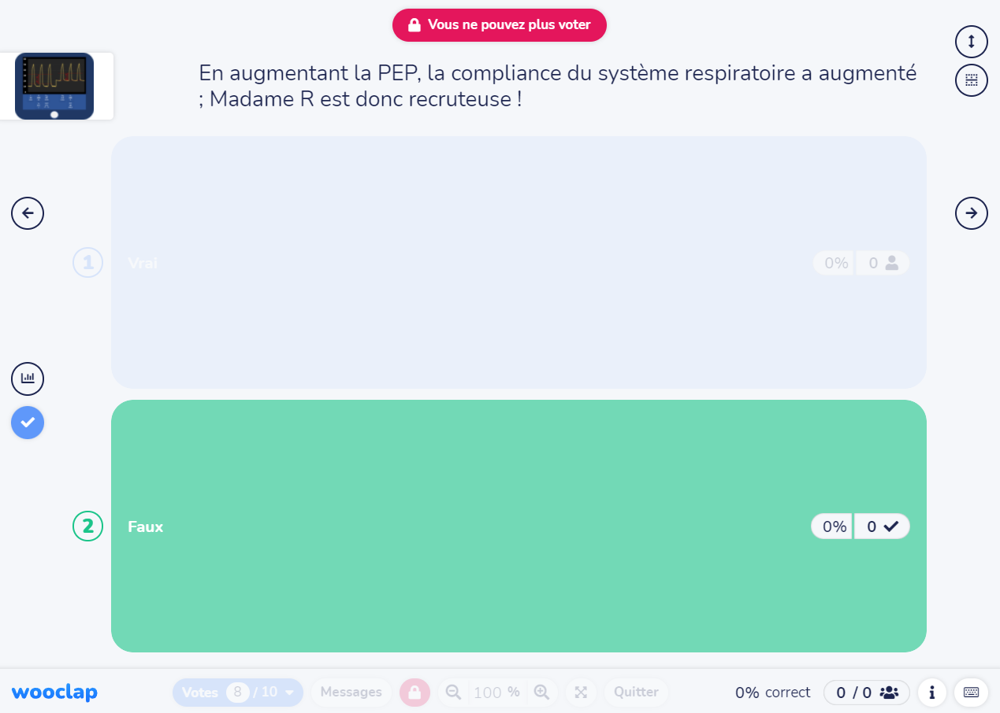 Vous ne pouvez plus voter
En augmentant la PEP, la compliance du système respiratoire a augmenté
; Madame R est donc recruteuse !
1 Vrai 0% 0
2 Faux 0% 0
wooclap Votes 8 / 10 Messages 100 % Quitter 0% correct 0 / 0